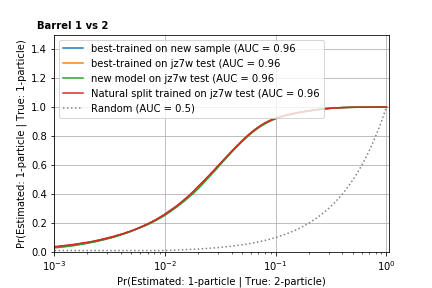 Barrel 1 vs 2
1.4
1.2
1.0
0.8
0.6
0.4
0.2
0.0
Pr(Estimated: 1-particle | True: 1-particle)
best-trained on new sample (AUC = 0.96
best-trained on jz7w test (AUC = 0.96
new model on jz7w test (AUC = 0.96
Natural split trained on jz7w test (AUC = 0.96
Random (AUC = 0.5)
10⁻³ 10⁻² 10⁻¹ 10⁰
Pr(Estimated: 1-particle | True: 2-particle)